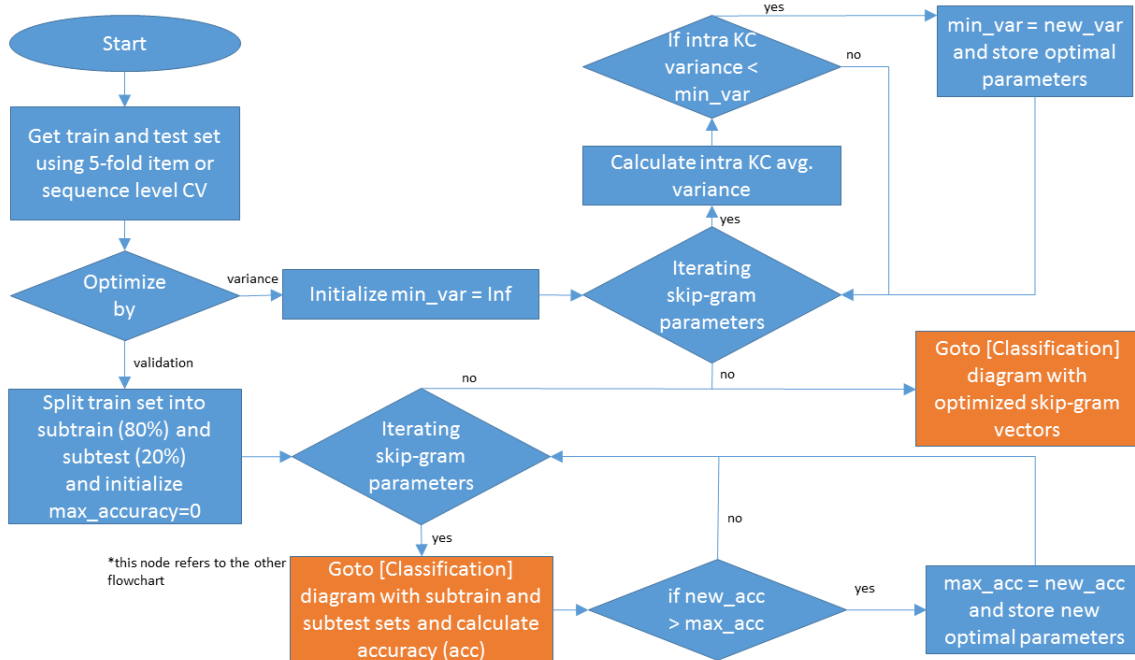 Start
Get train and test set
using 5-fold item or
sequence level CV
Optimize
by
variance
Initialize min_var = Inf
Iterating
skip-gram
parameters
yes
Calculate intra KC avg.
variance
If intra KC
variance <
min_var
yes
no
min_var = new_var
and store optimal
parameters
no
Goto [Classification]
diagram with
optimized skip-gram
vectors
validation
Split train set into
subtrain (80%) and
subtest (20%)
and initialize
max_accuracy=0
Iterating
skip-gram
parameters
no
yes
*this node refers to the other
flowchart
Goto [Classification]
diagram with subtrain and
subtest sets and calculate
accuracy (acc)
if new_acc
> max_acc
no
yes
max_acc = new_acc
and store new
optimal parameters